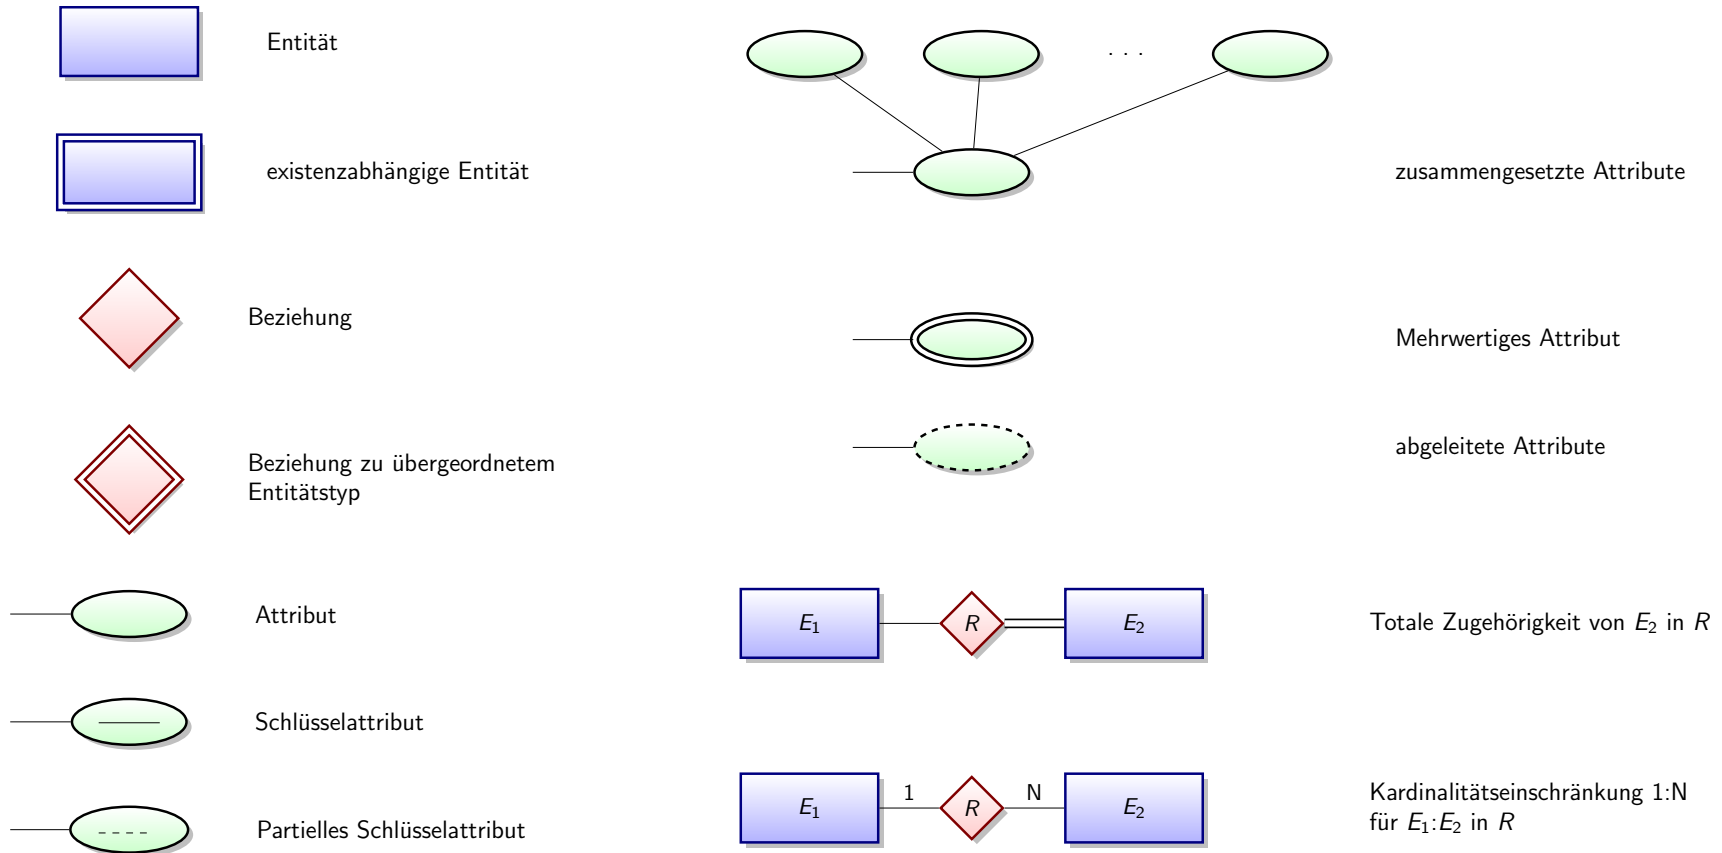 Entität
existenzabhängige Entität
Beziehung
Beziehung zu übergeordnetem
Entitätstyp
Attribut
Schlüsselattribut
Partielles Schlüsselattribut
. . .
zusammengesetzte Attribute
Mehrwertiges Attribut
abgeleitete Attribute
E₁ R E₂
Totale Zugehörigkeit von E₂ in R
E₁ 1 R N E₂
Kardinalitätseinschränkung 1:N
für E₁:E₂ in R